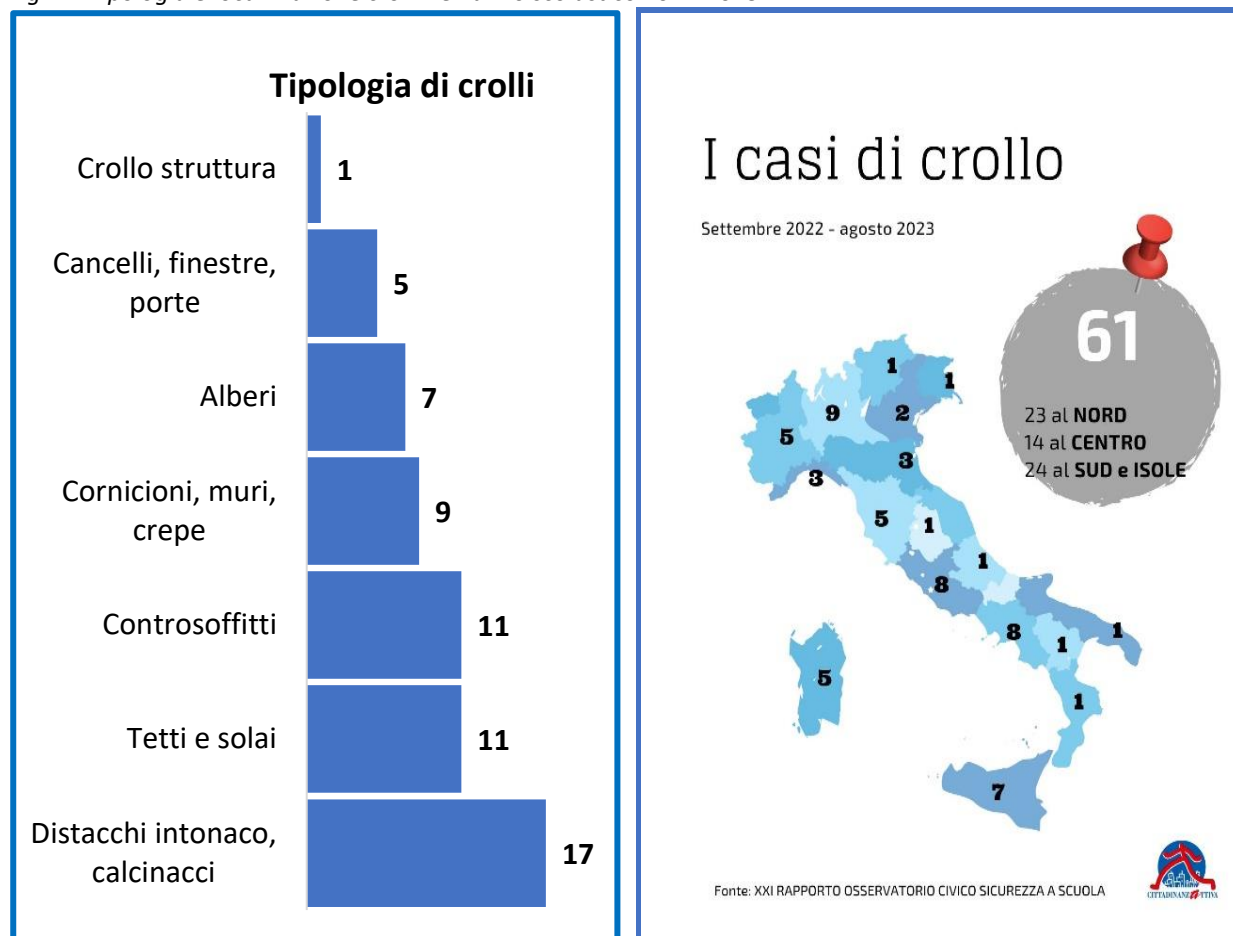 Tipologia di crolli
Crollo struttura
1
Cancelli, finestre,
porte
5
Alberi
7
Cornicioni, muri,
crepe
9
Controsoffitti
11
Tetti e solai
11
Distacchi intonaco,
calcinacci
17
I casi di crollo
Settembre 2022 - agosto 2023
61
23 al NORD
14 al CENTRO
24 al SUD e ISOLE
1
1
9
2
5
3
3
5
1
1
8
8
1
1
5
1
7
Fonte: XXI RAPPORTO OSSERVATORIO CIVICO SICUREZZA A SCUOLA
CITTADINANZATTIVA